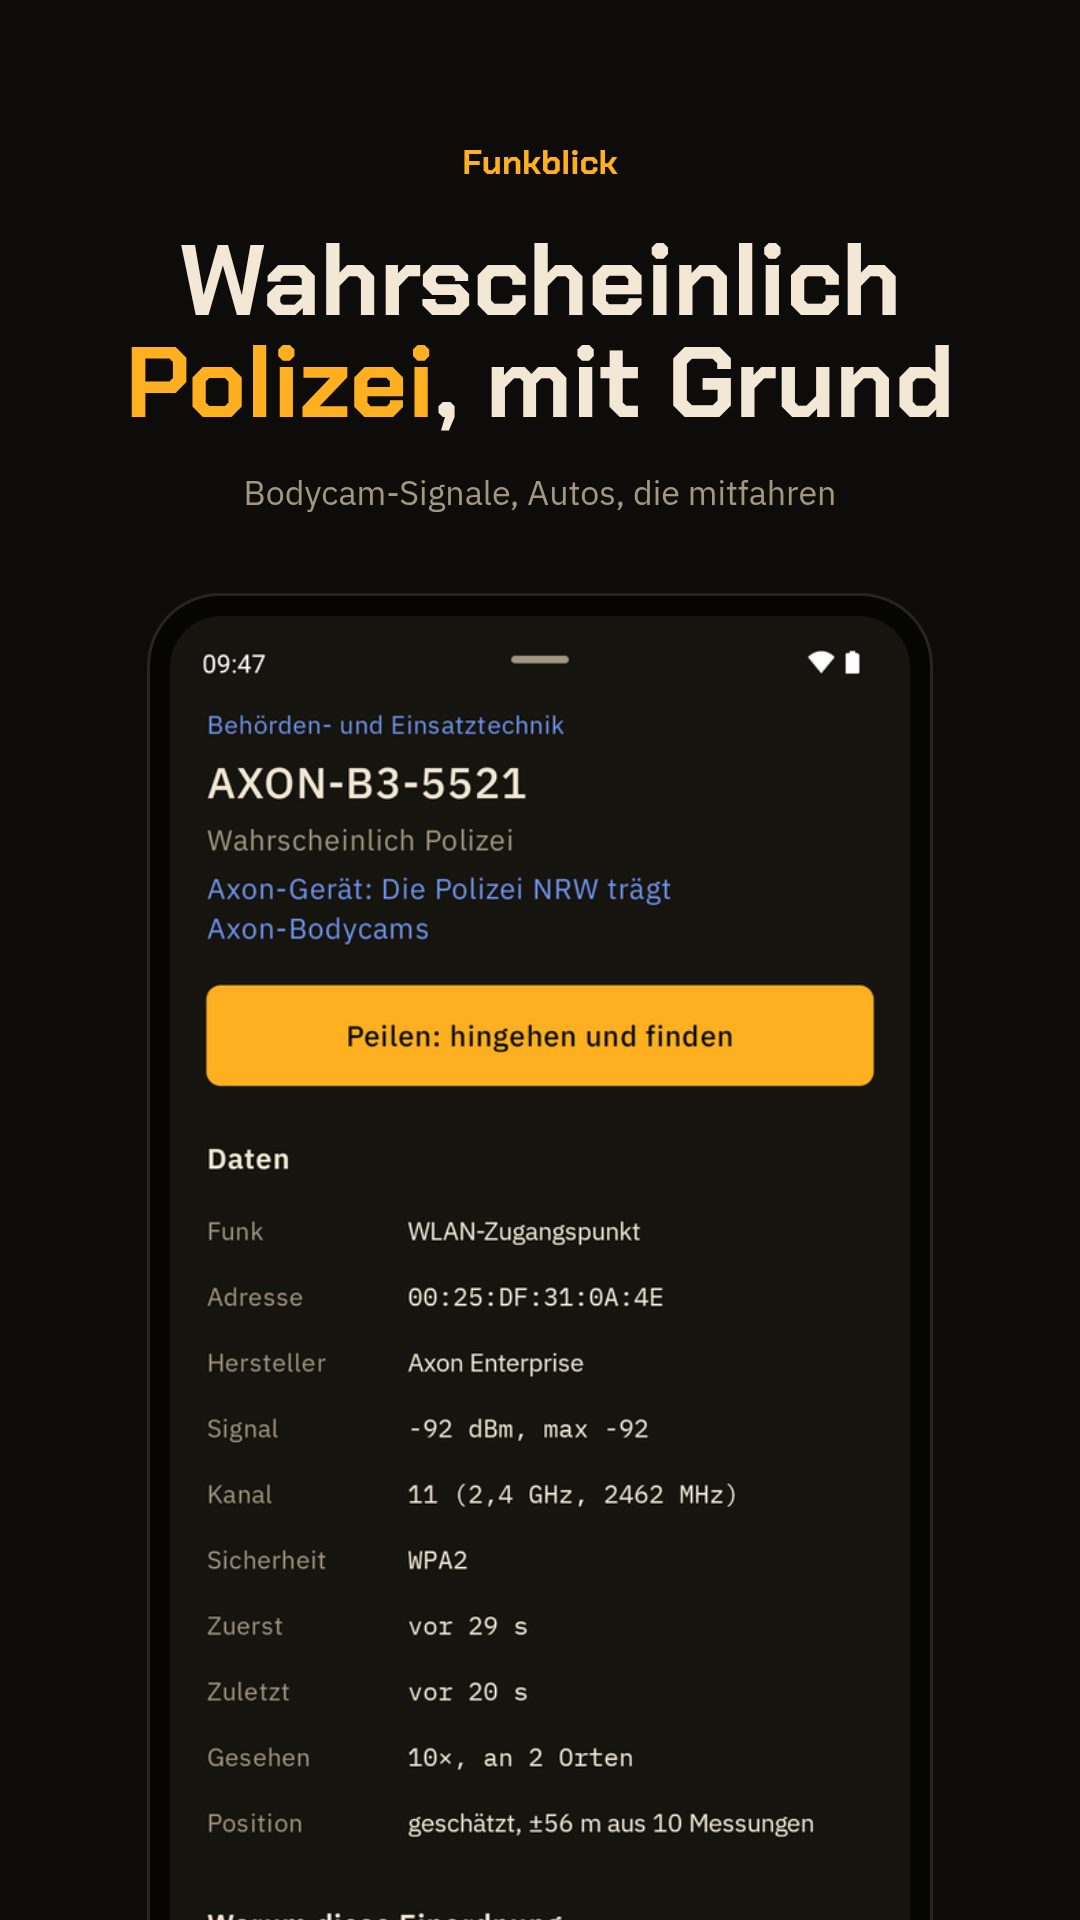 Funkblick
Wahrscheinlich
Polizei, mit Grund
Bodycam-Signale, Autos, die mitfahren
09:47
Behörden- und Einsatztechnik
AXON-B3-5521
Wahrscheinlich Polizei
Axon-Gerät: Die Polizei NRW trägt
Axon-Bodycams
Peilen: hingehen und finden
Daten
Funk WLAN-Zugangspunkt
Adresse 00:25:DF:31:0A:4E
Hersteller Axon Enterprise
Signal -92 dBm, max -92
Kanal 11 (2,4 GHz, 2462 MHz)
Sicherheit WPA2
Zuerst vor 29 s
Zuletzt vor 20 s
Gesehen 10×, an 2 Orten
Position geschätzt, ±56 m aus 10 Messungen
Warum diese Einordnung